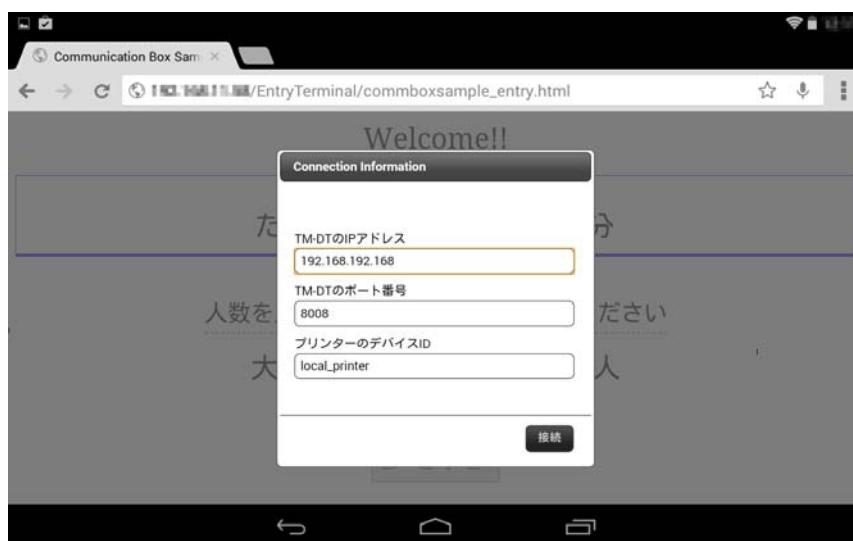 Communication Box Sam
/EntryTerminal/commboxsample_entry.html
Welcome!!
Connection Information
た
分
TM-DTのIPアドレス
192.168.192.168
TM-DTのポート番号
8008
人数を
ださい
プリンターのデバイスID
local_printer
大
人
接続